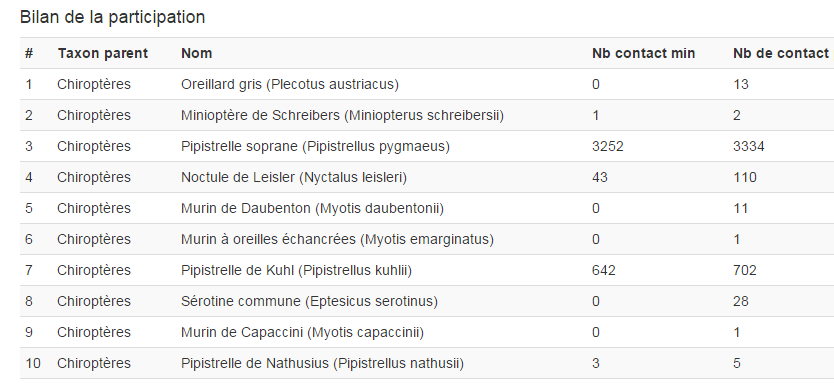 Bilan de la participation
# Taxon parent Nom Nb contact min Nb de contact
1 Chiroptères Oreillard gris (Plecotus austriacus) 0 13
2 Chiroptères Minioptère de Schreibers (Miniopterus schreibersii) 1 2
3 Chiroptères Pipistrelle soprane (Pipistrellus pygmaeus) 3252 3334
4 Chiroptères Noctule de Leisler (Nyctalus leisleri) 43 110
5 Chiroptères Murin de Daubenton (Myotis daubentonii) 0 11
6 Chiroptères Murin à oreilles échancrées (Myotis emarginatus) 0 1
7 Chiroptères Pipistrelle de Kuhl (Pipistrellus kuhlii) 642 702
8 Chiroptères Sérotine commune (Eptesicus serotinus) 0 28
9 Chiroptères Murin de Capaccini (Myotis capaccinii) 0 1
10 Chiroptères Pipistrelle de Nathusius (Pipistrellus nathusii) 3 5